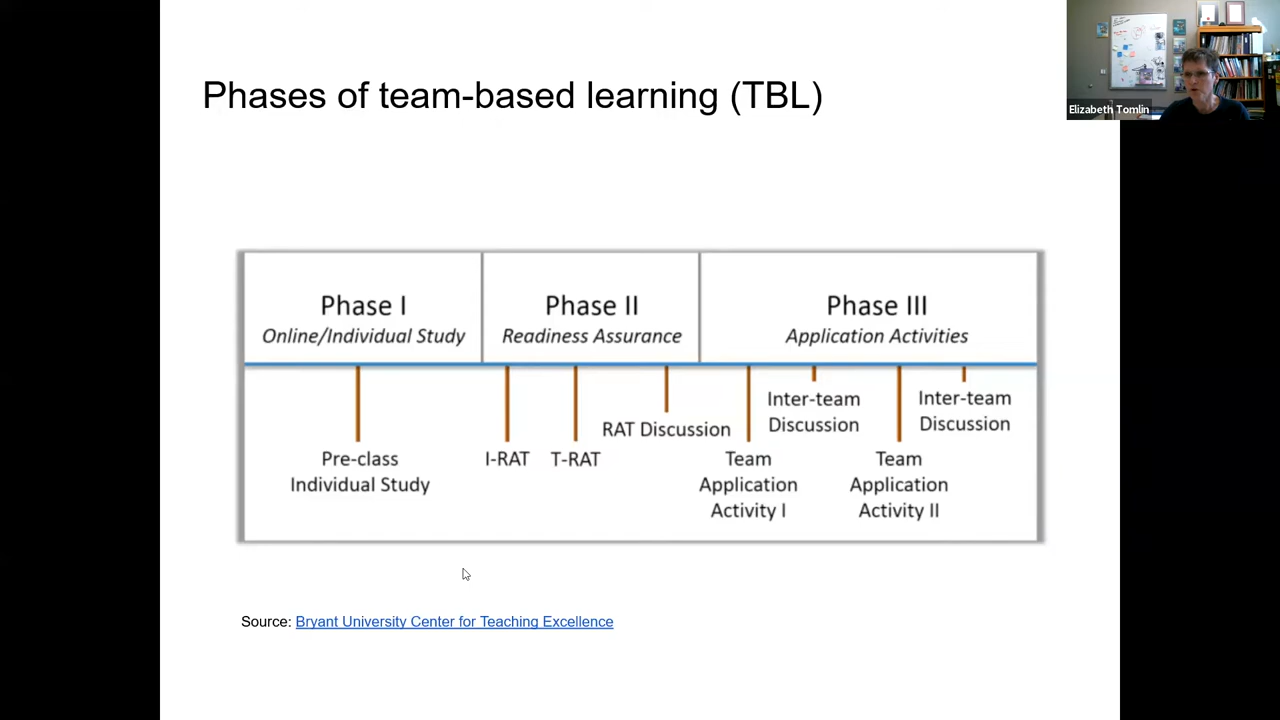 Phases of team-based learning (TBL)
Elizabeth Tomlin
Phase I
Online/Individual Study
Phase II
Readiness Assurance
Phase III
Application Activities
Pre-class
Individual Study
I-RAT
T-RAT
RAT Discussion
Team
Application
Activity I
Inter-team
Discussion
Team
Application
Activity II
Inter-team
Discussion
Source: Bryant University Center for Teaching Excellence